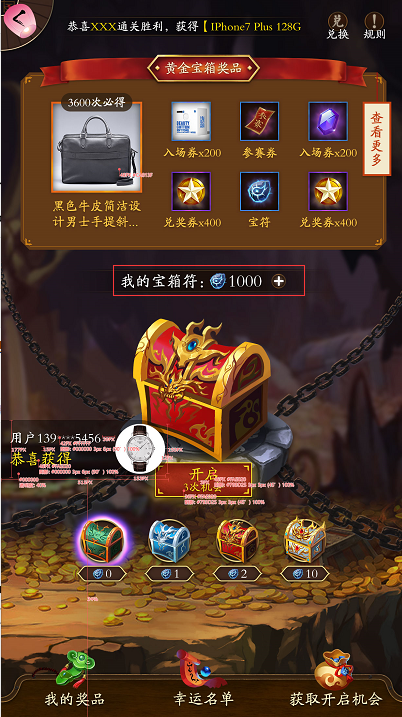 恭喜XXX通关胜利，获得【IPhone7 Plus 128G
兑
兑换
!
规则
黄金宝箱奖品
3600次必得
黑色牛皮简洁设
计男士手提斜...
入场券x200
参赛券
入场券x200
兑奖券x400
宝符
兑奖券x400
查看更多
我的宝箱符：1000
用户139****5456
恭喜获得
开启
3次机会
0
1
2
10
我的奖品
幸运名单
获取开启机会